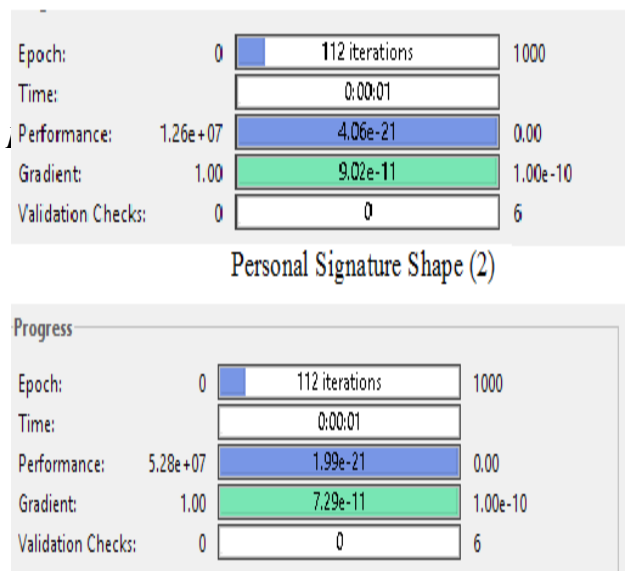 Epoch: 0 112 iterations 1000
Time: 0:00:01
Performance: 1.26e+07 4.06e-21 0.00
Gradient: 1.00 9.02e-11 1.00e-10
Validation Checks: 0 0 6
Personal Signature Shape (2)
Progress
Epoch: 0 112 iterations 1000
Time: 0:00:01
Performance: 5.28e+07 1.99e-21 0.00
Gradient: 1.00 7.29e-11 1.00e-10
Validation Checks: 0 0 6